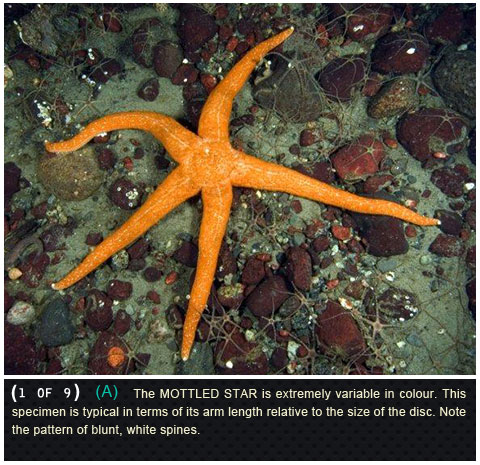 (1 OF 9) (A) The MOTTLED STAR is extremely variable in colour. This
specimen is typical in terms of its arm length relative to the size of the disc. Note
the pattern of blunt, white spines.